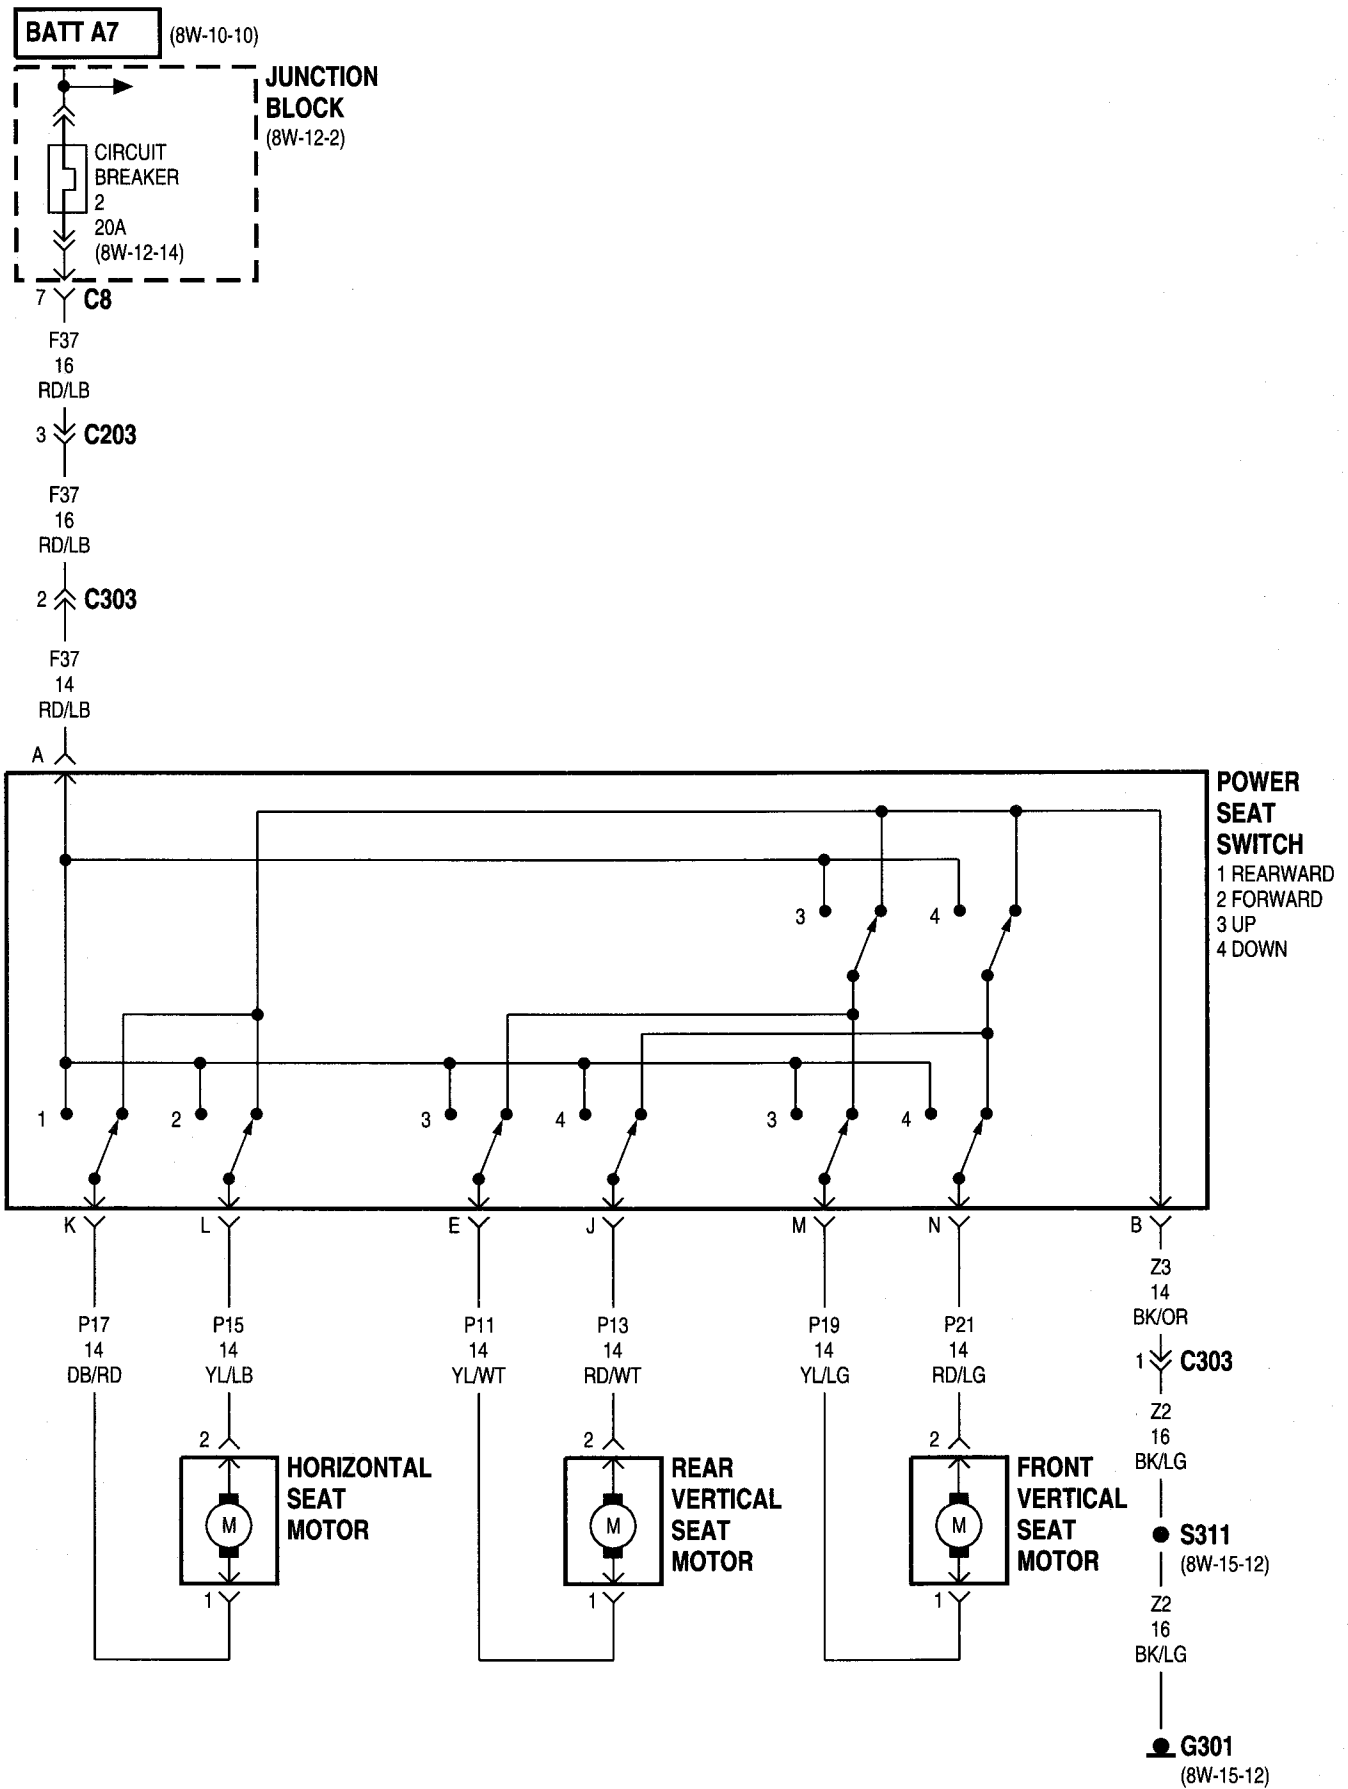 BATT A7 (8W-10-10)
JUNCTION
BLOCK
(8W-12-2)
CIRCUIT
BREAKER
2
20A
(8W-12-14)
7 C8
F37
16
RD/LB
3 C203
F37
16
RD/LB
2 C303
F37
14
RD/LB
A
POWER
SEAT
SWITCH
1 REARWARD
2 FORWARD
3 UP
4 DOWN
3 4
1 2 3 4 3 4
K L E J M N B
Z3
14
BK/OR
P17 P15 P11 P13 P19 P21
14 14 14 14 14 14
DB/RD YL/LB YL/WT RD/WT YL/LG RD/LG
1 C303
Z2
16
BK/LG
2 2 2
HORIZONTAL
SEAT
MOTOR
REAR
VERTICAL
SEAT
MOTOR
FRONT
VERTICAL
SEAT
MOTOR
M M M
1 1 1
S311
(8W-15-12)
Z2
16
BK/LG
G301
(8W-15-12)